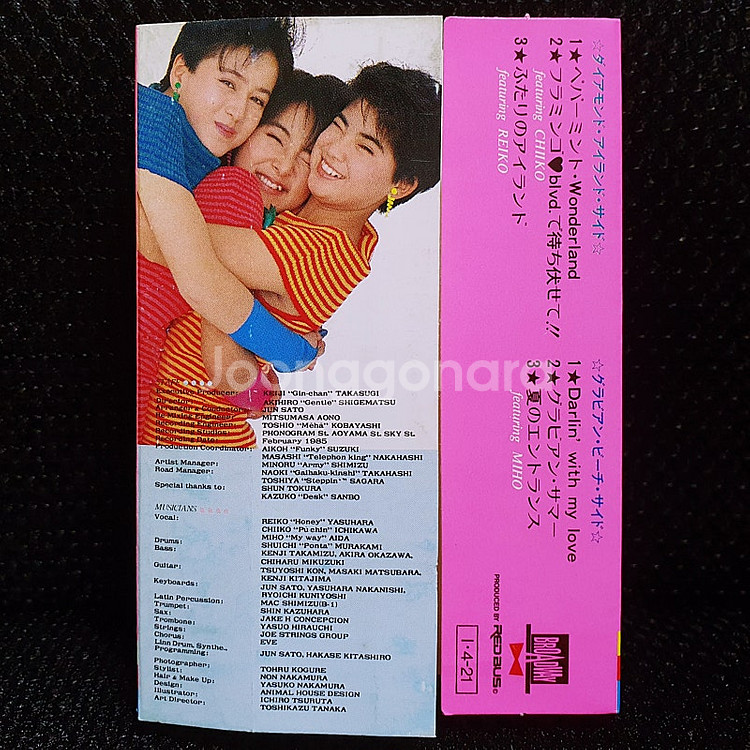 STAFF
Executive Producer: KEIJI "Gin-chan" TAKASUGI
Director: AKIHIRO "Gentle" SHIGEMATSU
Arranger & Conductor: JUN SATO
Re-Mixing Engineer: MITSUMASA AONO
Recording Engineer: TOSHIO "Mèhà" KOBAYASHI
Recording Studios: PHONOGRAM St. AOYAMA St. SKY St.
Recording Date: February 1985
Production Coordinator: AIKOH "Funky" SUZUKI
MASASHI "Telephon king" NAKAHASHI
Artist Manager: MINORU "Army" SHIMIZU
Road Manager: NAOKI "Gaihaku-kinshi" TAKAHASHI
TOSHIYA "Steppin'" SAGARA
Special thanks to: SHUN TOKURA
KAZUKO "Desk" SANBO
MUSICIANS
Vocal: REIKO "Honey" YASUHARA
CHIIKO "Pu chin" ICHIKAWA
MIHO "My way" AIDA
Drums: SHUICHI "Ponta" MURAKAMI
Bass: KENJI TAKAMIZU, AKIRA OKAZAWA,
CHIHARU MIKUZUKI
Guitar: TSUYOSHI KON, MASAKI MATSUBARA,
KENJI KITAJIMA
Keyboards: JUN SATO, YASUHARA NAKANISHI,
RYOICHI KUNIYOSHI
Latin Percussion: MAC SHIMIZU(B-1)
Trumpet: SHIN KAZUHARA
Sax: JAKE H CONCEPCION
Trombone: YASUO HIRAUCHI
Strings: JOE STRINGS GROUP
Chorus: EVE
Linn Drum, Synthe.
Programming: JUN SATO, HAKASE KITASHIRO
Photographer: TOHRU KOGURE
Stylist: NON NAKAMURA
Hair & Make Up: YASUKO NAKAMURA
Design: ANIMAL HOUSE DESIGN
Illustrator: ICHIRO TSURUTA
Art Director: TOSHIKAZU TANAKA
☆ダイアモンド・アイランド・サイド☆
1★ペパーミント・Wonderland
2★フラミンゴ♥blvd.で待ち伏せて!!
featuring CHIIKO
3★ふたりのアイランド
featuring REIKO
☆グラビアン・ビーチ・サイド☆
1★Darlin' with my love
2★グラビアン・サマー
3★夏のエントランス
featuring MIHO
PRODUCED BY REDBUS©
BROADWAY
1・4-21
Joonggonara